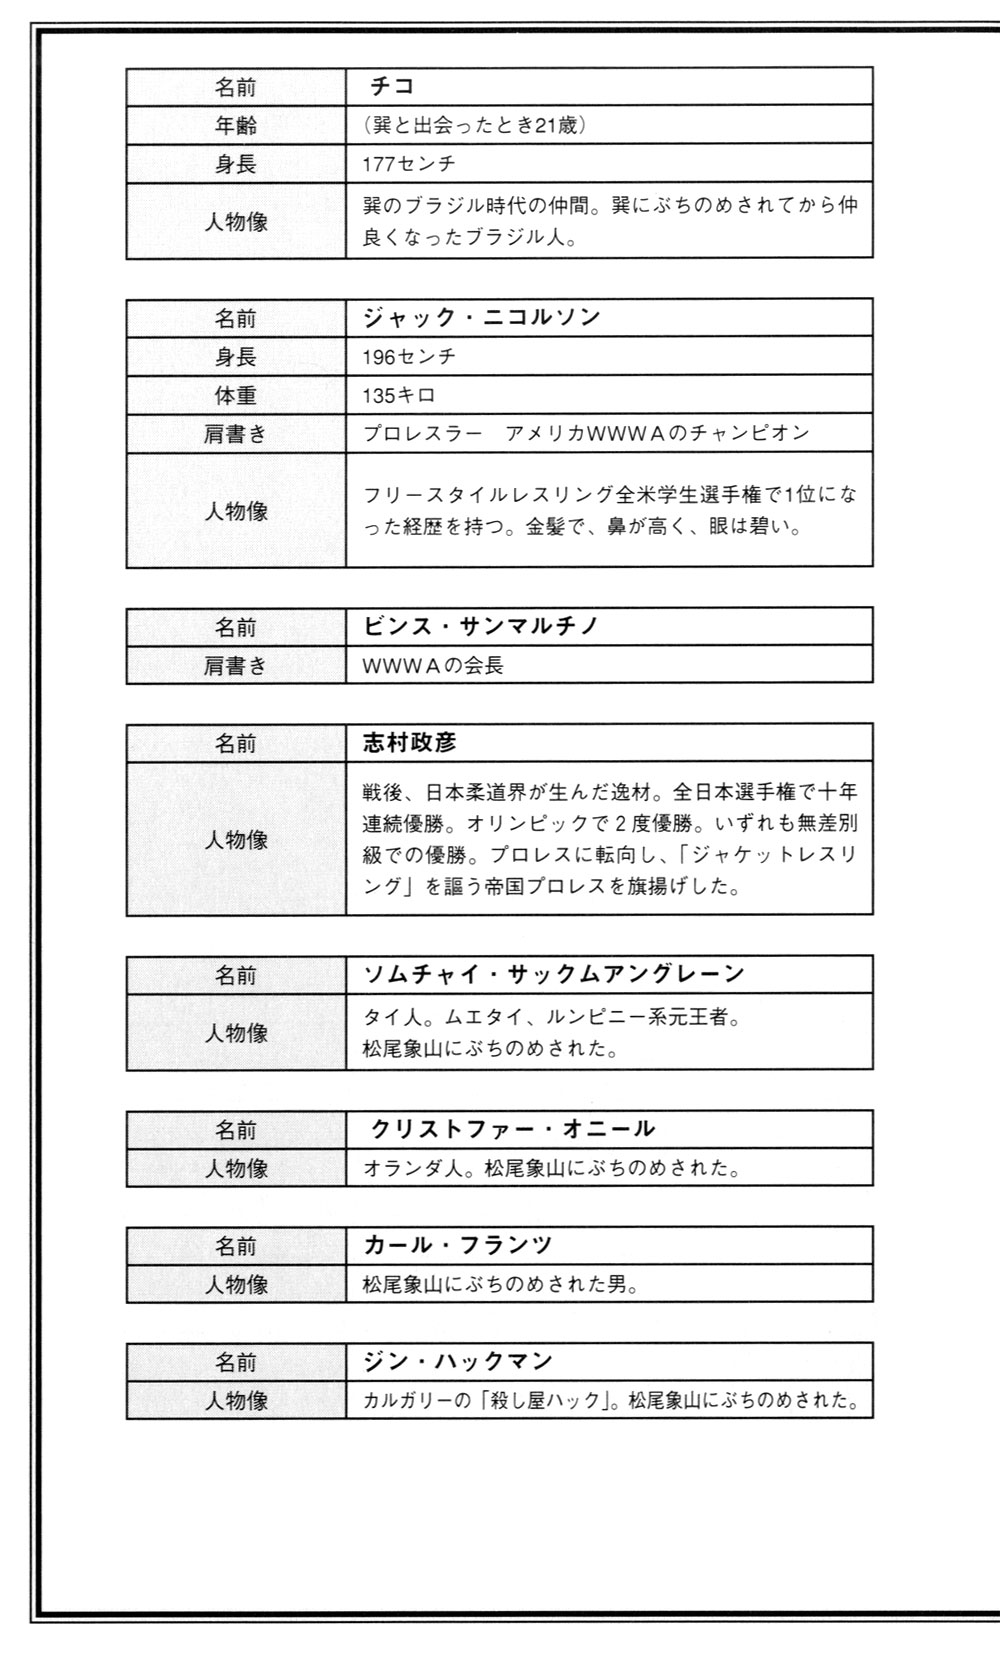 名前 チコ
年齢 （巽と出会ったとき21歳）
身長 177センチ
人物像 巽のブラジル時代の仲間。巽にぶちのめされてから仲
良くなったブラジル人。
名前 ジャック・ニコルソン
身長 196センチ
体重 135キロ
肩書き プロレスラー　アメリカWWWAのチャンピオン
人物像 フリースタイルレスリング全米学生選手権で1位にな
った経歴を持つ。金髪で、鼻が高く、眼は碧い。
名前 ビンス・サンマルチノ
肩書き WWWAの会長
名前 志村政彦
人物像 戦後、日本柔道界が生んだ逸材。全日本選手権で十年
連続優勝。オリンピックで２度優勝。いずれも無差別
級での優勝。プロレスに転向し、「ジャケットレスリ
ング」を謳う帝国プロレスを旗揚げした。
名前 ソムチャイ・サックムアングレーン
人物像 タイ人。ムエタイ、ルンピニー系元王者。
松尾象山にぶちのめされた。
名前 クリストファー・オニール
人物像 オランダ人。松尾象山にぶちのめされた。
名前 カール・フランツ
人物像 松尾象山にぶちのめされた男。
名前 ジン・ハックマン
人物像 カルガリーの「殺し屋ハック」。松尾象山にぶちのめされた。